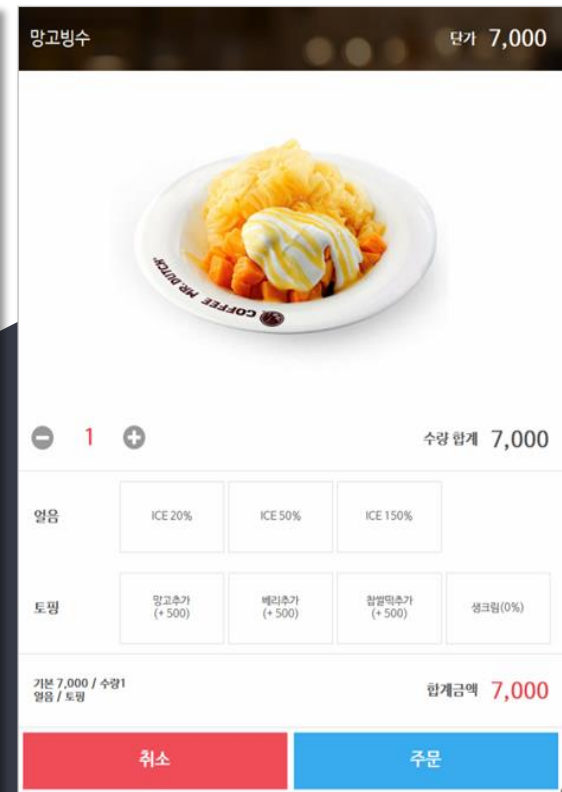 망고빙수
단가 7,000
COFFEE MR.DUTCH
1
수량 합계 7,000
얼음
ICE 20%
ICE 50%
ICE 150%
토핑
망고추가
(+ 500)
베리추가
(+ 500)
찹쌀떡추가
(+ 500)
생크림(0%)
기본 7,000 / 수량1
얼음 / 토핑
합계금액 7,000
취소
주문